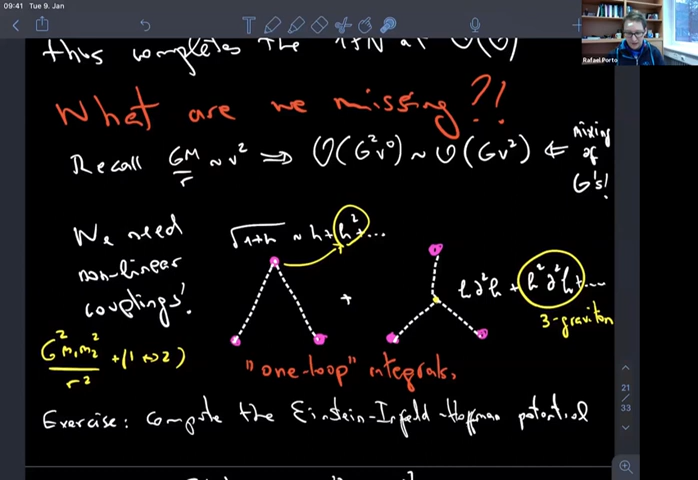 09:41 Tue 9. Jan
Rafael Porto
thus completes the 1PN at O(G)
What are we missing?!
Recall GM/r ~ v² ⇒ O(G²v⁰) ~ O(Gv²) ⇐ mixing of G's!
We need
non-linear
couplings!
√1+h ~ h+h²+...
+
h∂²h + h²∂²h+...
3-graviton
G²m₁m₂²/r² + (1↔2)
"one-loop" integrals.
Exercise: compute the Einstein-Infeld-Hoffman potential
21
/
33